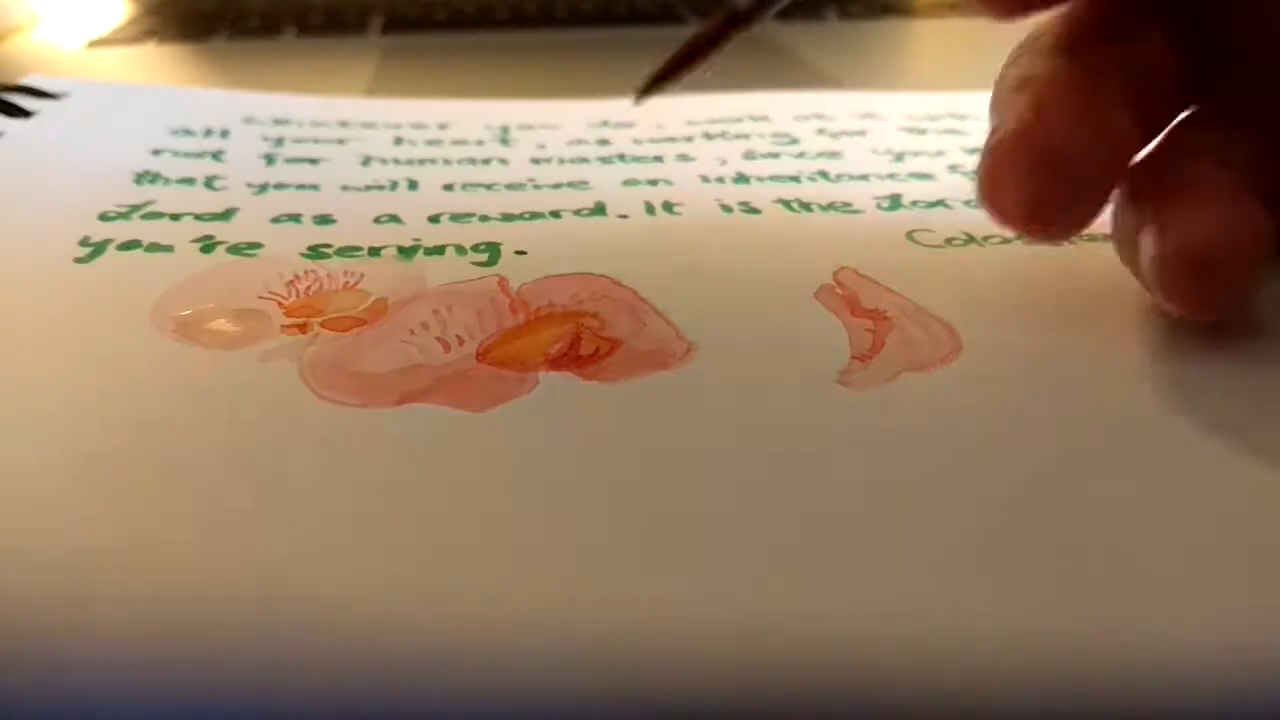 Whatever you do, work at it
all your heart, as working for the
not for human masters, since you
that you will receive an inheritance
Lord as a reward. It is the Lord
you're serving.